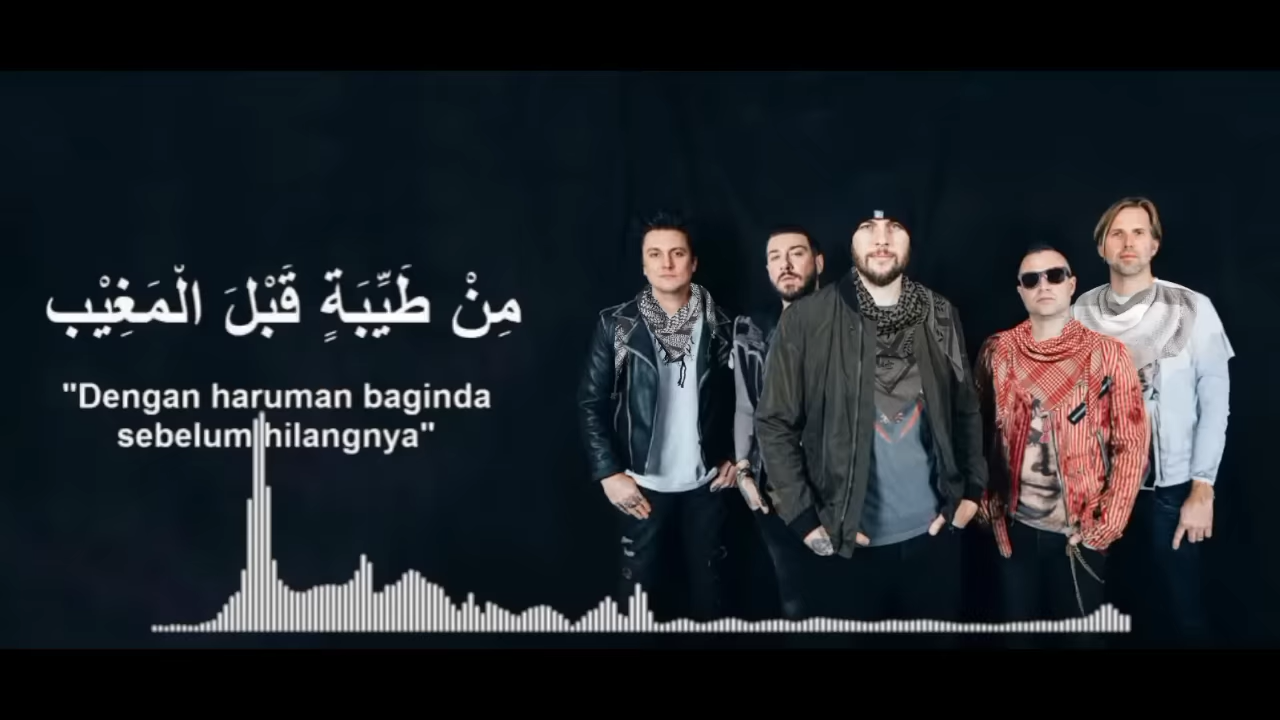 مِنْ طَيِّبَةٍ قَبْلَ الْمَغِيْب
"Dengan haruman baginda
sebelum hilangnya"